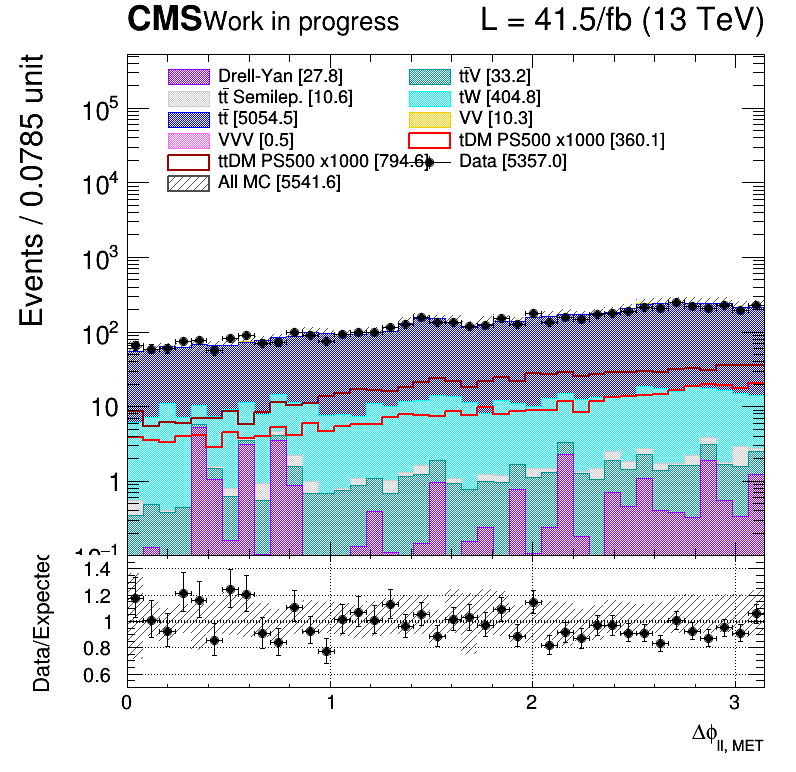 CMS Work in progress L = 41.5/fb (13 TeV)
Events / 0.0785 unit
Drell-Yan [27.8] tt̄V [33.2]
tt̄ Semilep. [10.6] tW [404.8]
tt̄ [5054.5] VV [10.3]
VVV [0.5] tDM PS500 x1000 [360.1]
ttDM PS500 x1000 [794.6] Data [5357.0]
All MC [5541.6]
10⁵
10⁴
10³
10²
10
1
10⁻¹
Data/Expected
1.4
1.2
1
0.8
0.6
0 1 2 3
Δϕll, MET